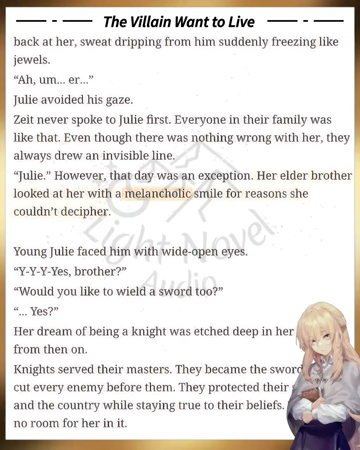 The Villain Want to Live
back at her, sweat dripping from him suddenly freezing like
jewels.
“Ah, um... er...”
Julie avoided his gaze.
Zeit never spoke to Julie first. Everyone in their family was
like that. Even though there was nothing wrong with her, they
always drew an invisible line.
“Julie.” However, that day was an exception. Her elder brother
looked at her with a melancholic smile for reasons she
couldn’t decipher.
Young Julie faced him with wide-open eyes.
“Y-Y-Y-Yes, brother?”
“Would you like to wield a sword too?”
“... Yes?”
Her dream of being a knight was etched deep in her
from then on.
Knights served their masters. They became the sword
cut every enemy before them. They protected their
and the country while staying true to their beliefs.
no room for her in it.
Light Novel
Audio